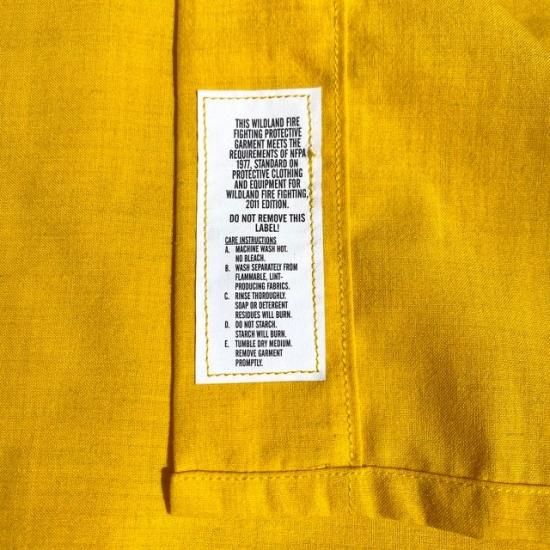 THIS WILDLAND FIRE
FIGHTING PROTECTIVE
GARMENT MEETS THE
REQUIREMENTS OF NFPA
1977, STANDARD ON
PROTECTIVE CLOTHING
AND EQUIPMENT FOR
WILDLAND FIRE FIGHTING,
2011 EDITION.
DO NOT REMOVE THIS
LABEL!
CARE INSTRUCTIONS
A. MACHINE WASH HOT.
NO BLEACH.
B. WASH SEPARATELY FROM
FLAMMABLE, LINT-
PRODUCING FABRICS.
C. RINSE THOROUGHLY.
SOAP OR DETERGENT
RESIDUES WILL BURN.
D. DO NOT STARCH.
STARCH WILL BURN.
E. TUMBLE DRY MEDIUM.
REMOVE GARMENT
PROMPTLY.